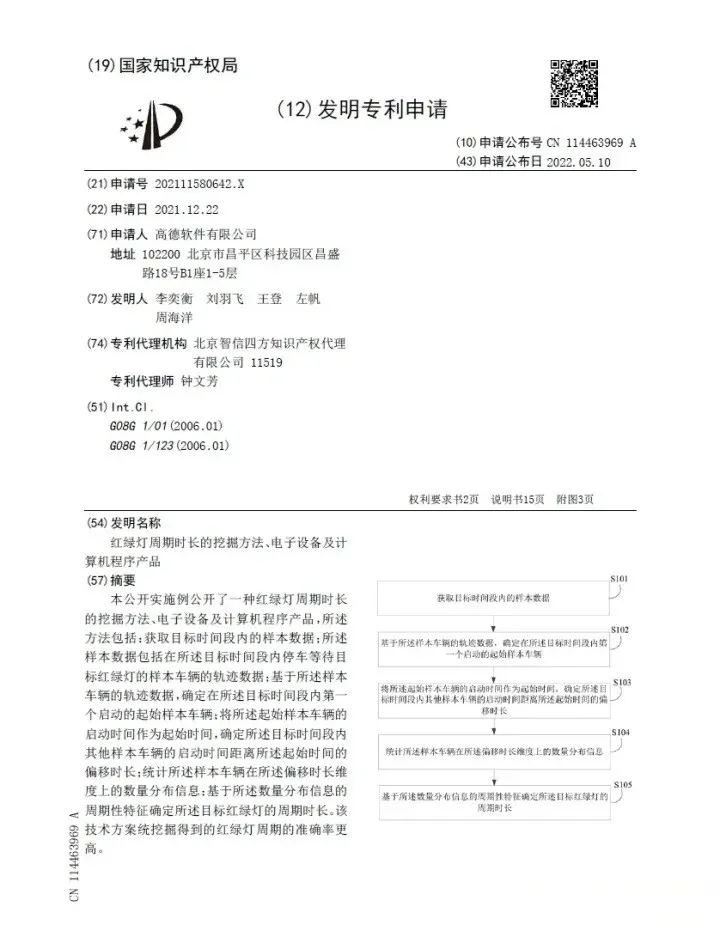 (19)国家知识产权局
(12)发明专利申请
(10)申请公布号 CN 114463969 A
(43)申请公布日 2022.05.10
(21)申请号 202111580642.X
(22)申请日 2021.12.22
(71)申请人 高德软件有限公司
地址 102200 北京市昌平区科技园区昌盛
路18号B1座1-5层
(72)发明人 李奕衡 刘羽飞 王登 左帆
周海洋
(74)专利代理机构 北京智信四方知识产权代理
有限公司 11519
专利代理师 钟文芳
(51)Int.Cl.
G08G 1/01(2006.01)
G08G 1/123(2006.01)
权利要求书2页 说明书15页 附图3页
(54)发明名称
红绿灯周期时长的挖掘方法、电子设备及计
算机程序产品
(57)摘要
本公开实施例公开了一种红绿灯周期时长
的挖掘方法、电子设备及计算机程序产品,所述
方法包括:获取目标时间段内的样本数据;所述
样本数据包括在所述目标时间段内停车等待目
标红绿灯的样本车辆的轨迹数据;基于所述样本
车辆的轨迹数据,确定在所述目标时间段内第一
个启动的起始样本车辆;将所述起始样本车辆的
启动时间作为起始时间,确定所述目标时间段内
其他样本车辆的启动时间距离所述起始时间的
偏移时长;统计所述样本车辆在所述偏移时长维
度上的数量分布信息;基于所述数量分布信息的
周期性特征确定所述目标红绿灯的周期时长。该
技术方案统挖掘得到的红绿灯周期的准确率更
高。
S101
获取目标时间段内的样本数据
S102
基于所述样本车辆的轨迹数据，确定在所述目标时间段内第
一个启动的起始样本车辆
S103
将所述起始样本车辆的启动时间作为起始时间，确定所述目
标时间段内其他样本车辆的启动时间距离所述起始时间的偏
移时长
S104
统计所述样本车辆在所述偏移时长维度上的数量分布信息
S105
基于所述数量分布信息的周期性特征确定所述目标红绿灯的
周期时长
CN 114463969 A